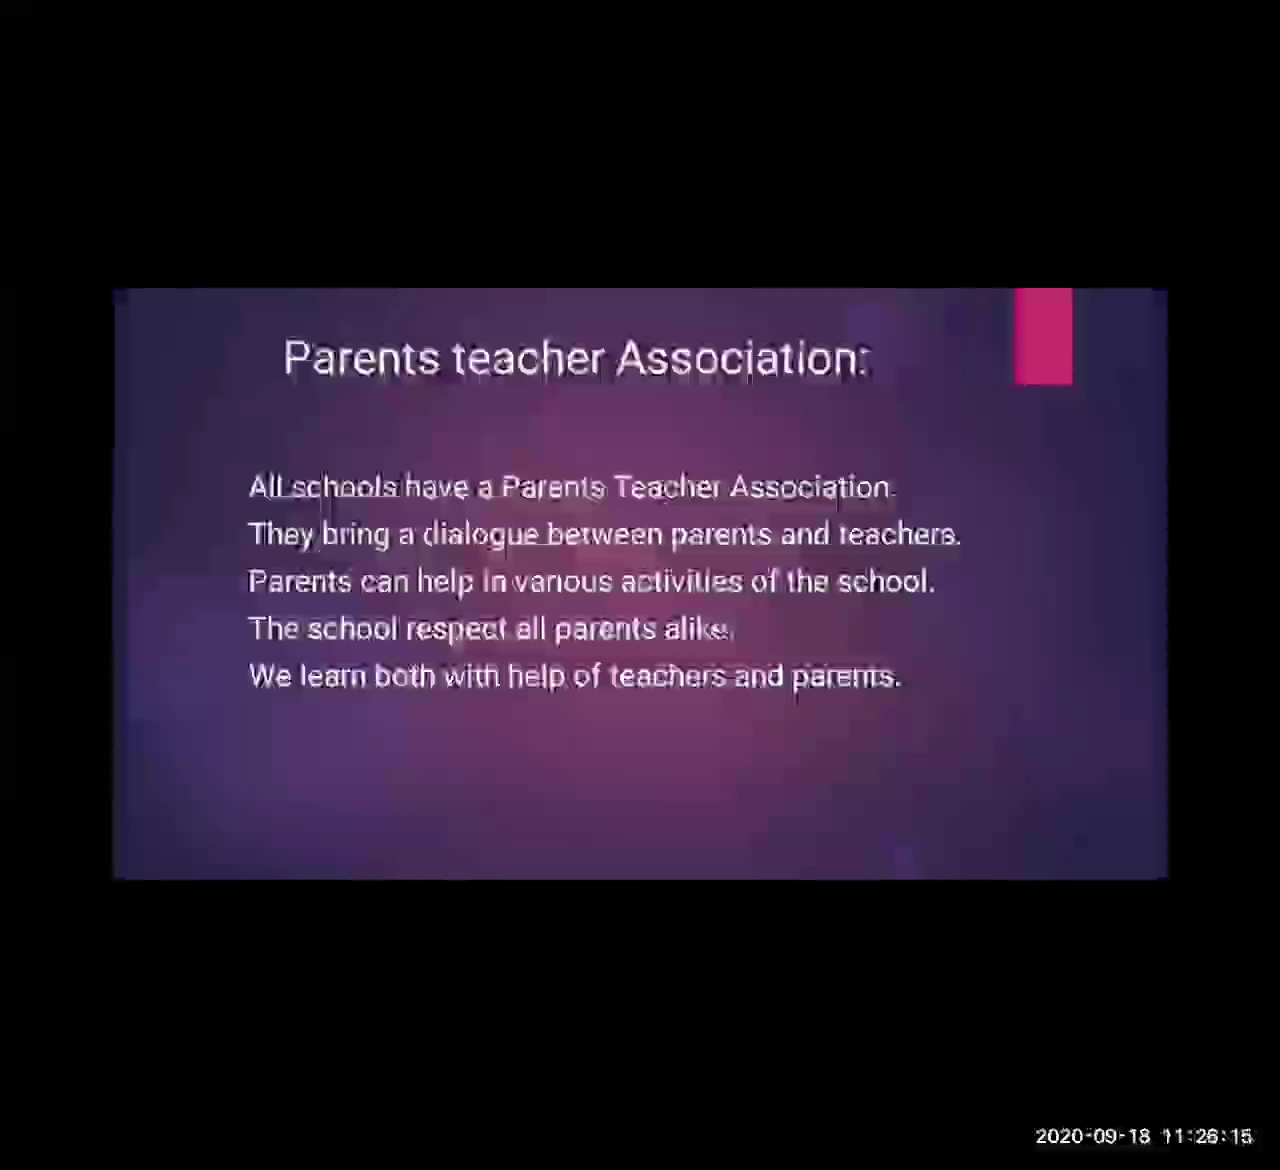 Parents teacher Association:
All schools have a Parents Teacher Association.
They bring a dialogue between parents and teachers.
Parents can help in various activities of the school.
The school respect all parents alike.
We learn both with help of teachers and parents.
2020-09-18 11:26:15